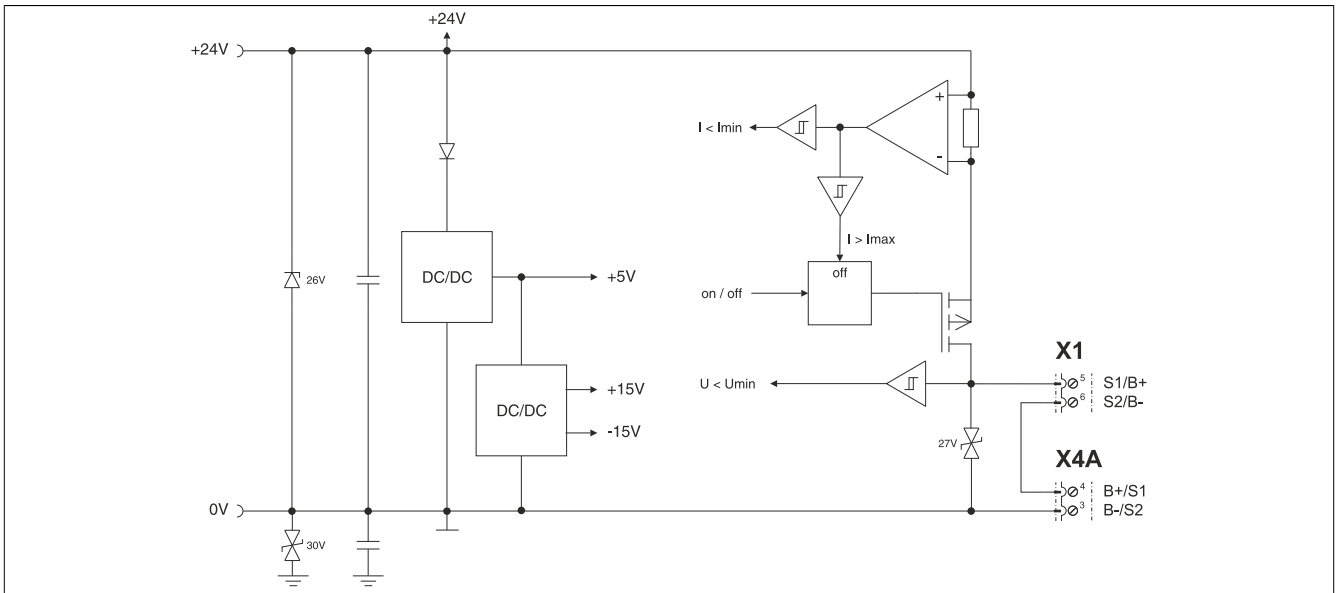 +24V
+24V
+
-
I < Imin
I > Imax
off
on / off
26V
DC/DC
+5V
DC/DC
+15V
-15V
U < Umin
27V
X1
5 S1/B+
6 S2/B-
X4A
4 B+/S1
3 B-/S2
0V
30V